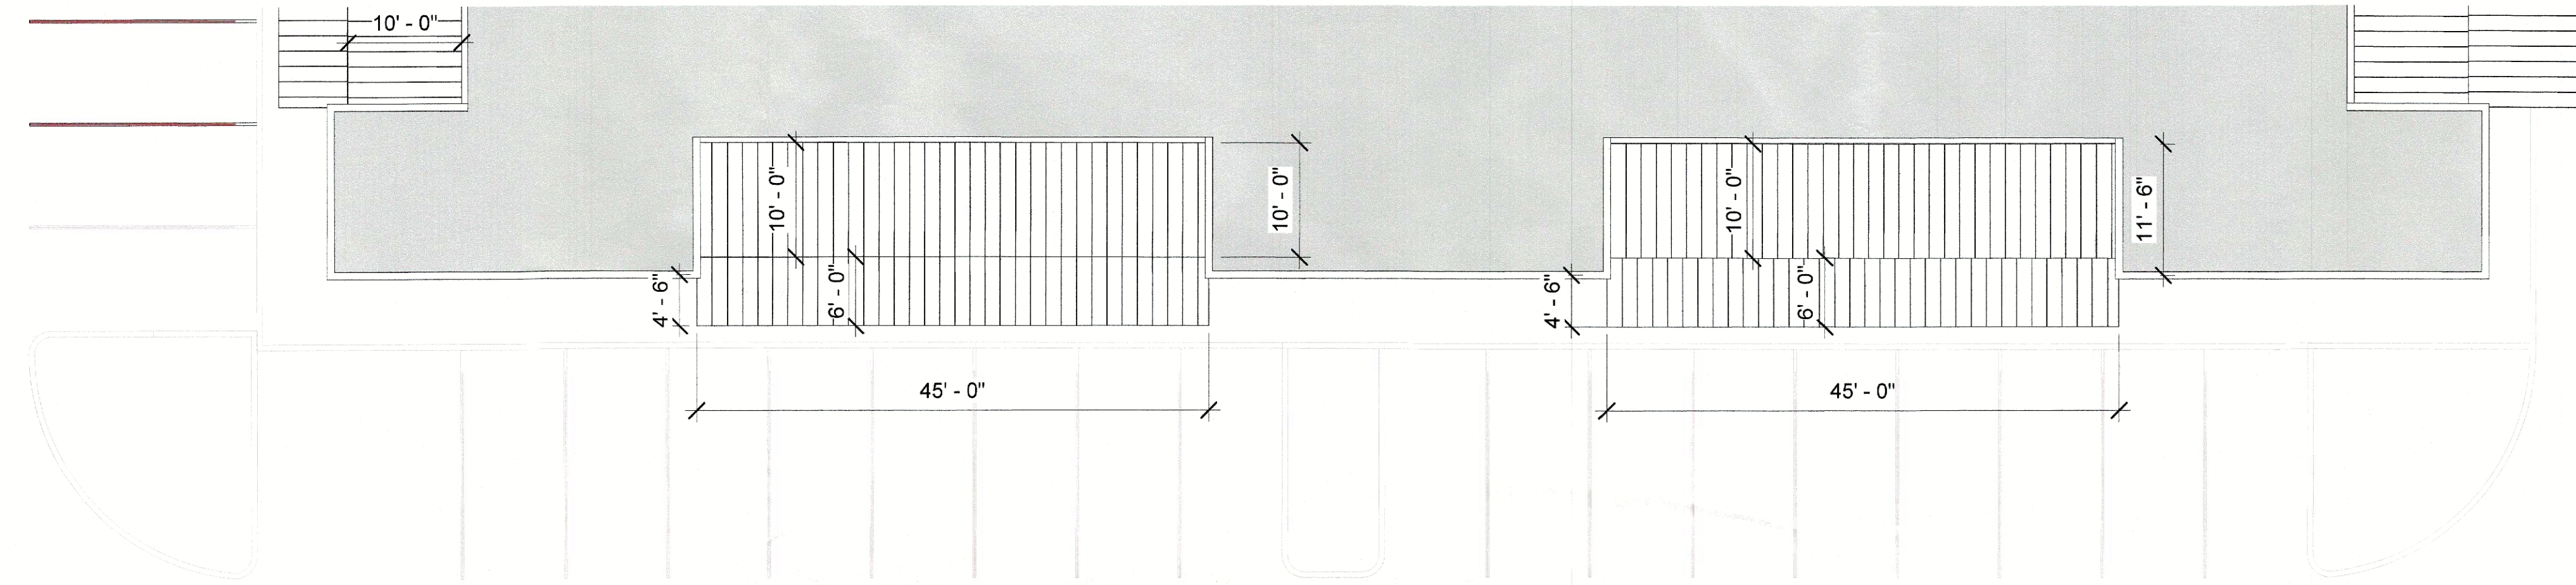 10' - 0"
10' - 0"
6' - 0"
4' - 6"
10' - 0"
45' - 0"
10' - 0"
6' - 0"
4' - 6"
11' - 6"
45' - 0"